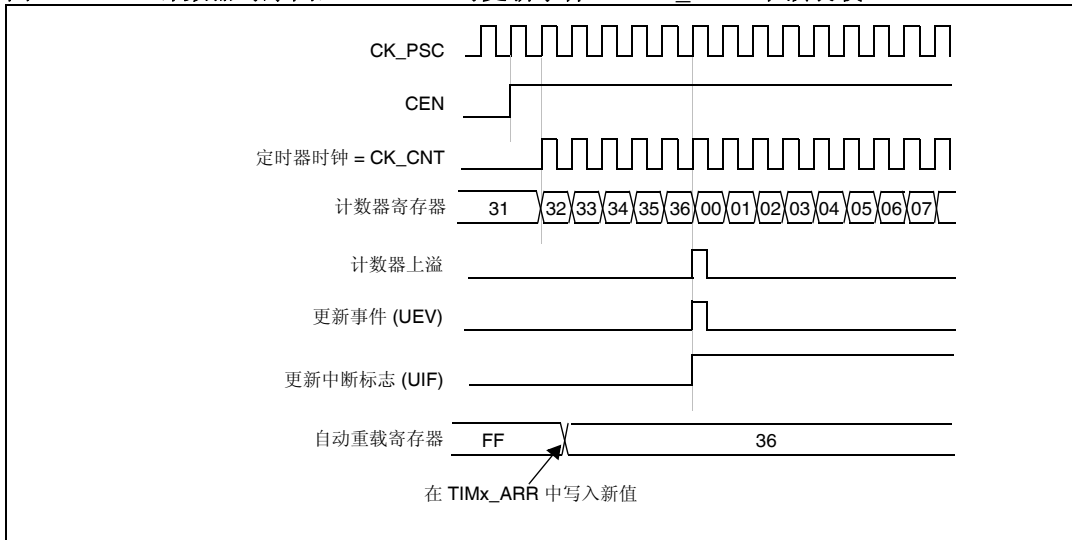 CK_PSC
CEN
定时器时钟 = CK_CNT
计数器寄存器 31 32 33 34 35 36 00 01 02 03 04 05 06 07
计数器上溢
更新事件 (UEV)
更新中断标志 (UIF)
自动重载寄存器 FF 36
在 TIMx_ARR 中写入新值